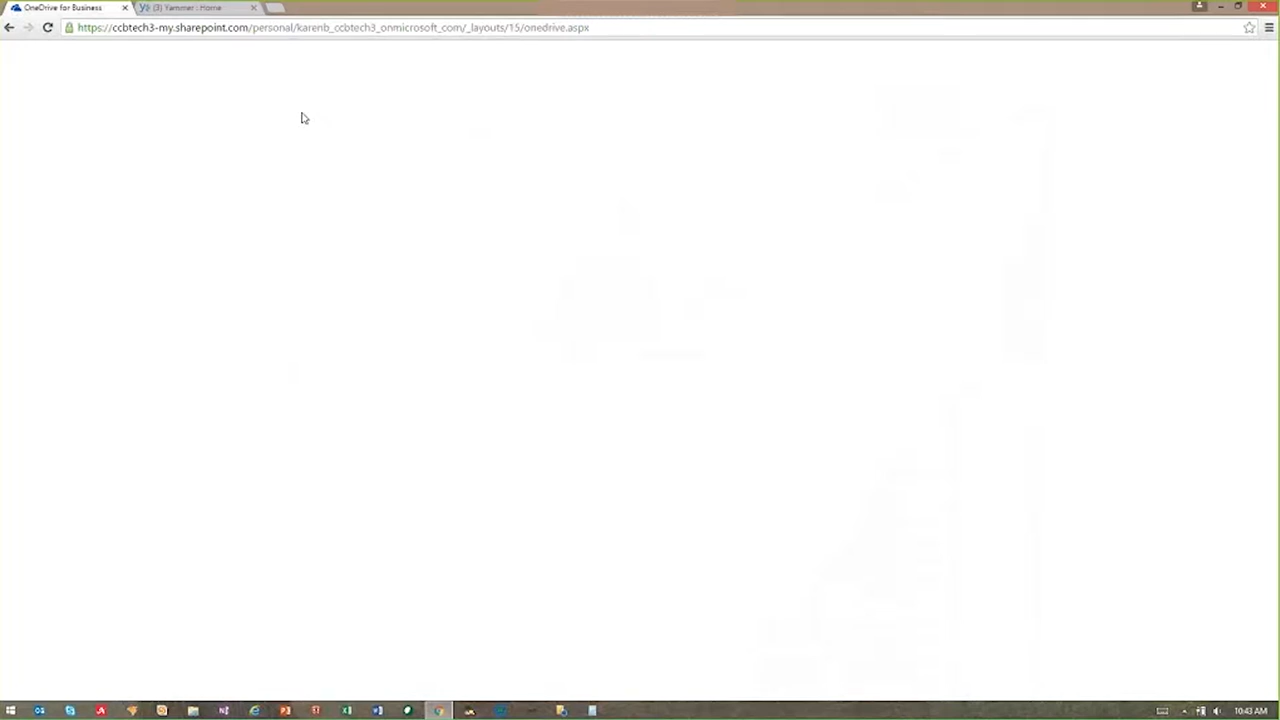 OneDrive for Business
(3) Yammer : Home
https://ccbtech3-my.sharepoint.com/personal/karenb_ccbtech3_onmicrosoft_com/_layouts/15/onedrive.aspx
10:43 AM